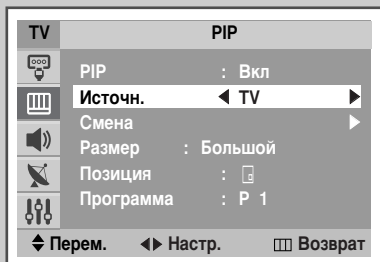 TV PIP
PIP : Вкл
Источн. ◀ TV ▶
Смена ▶
Размер : Большой
Позиция :
Программа : P 1
Перем. Настр. Возврат